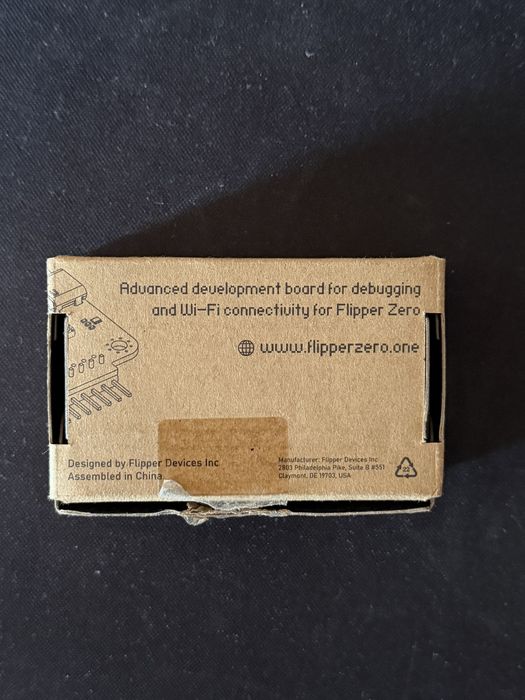 Advanced development board for debugging
and Wi-Fi connectivity for Flipper Zero
www.flipperzero.one
Designed by Flipper Devices Inc
Assembled in China
Manufacturer: Flipper Devices Inc
2803 Philadelphia Pike, Suite B #551
Claymont, DE 19703, USA
22